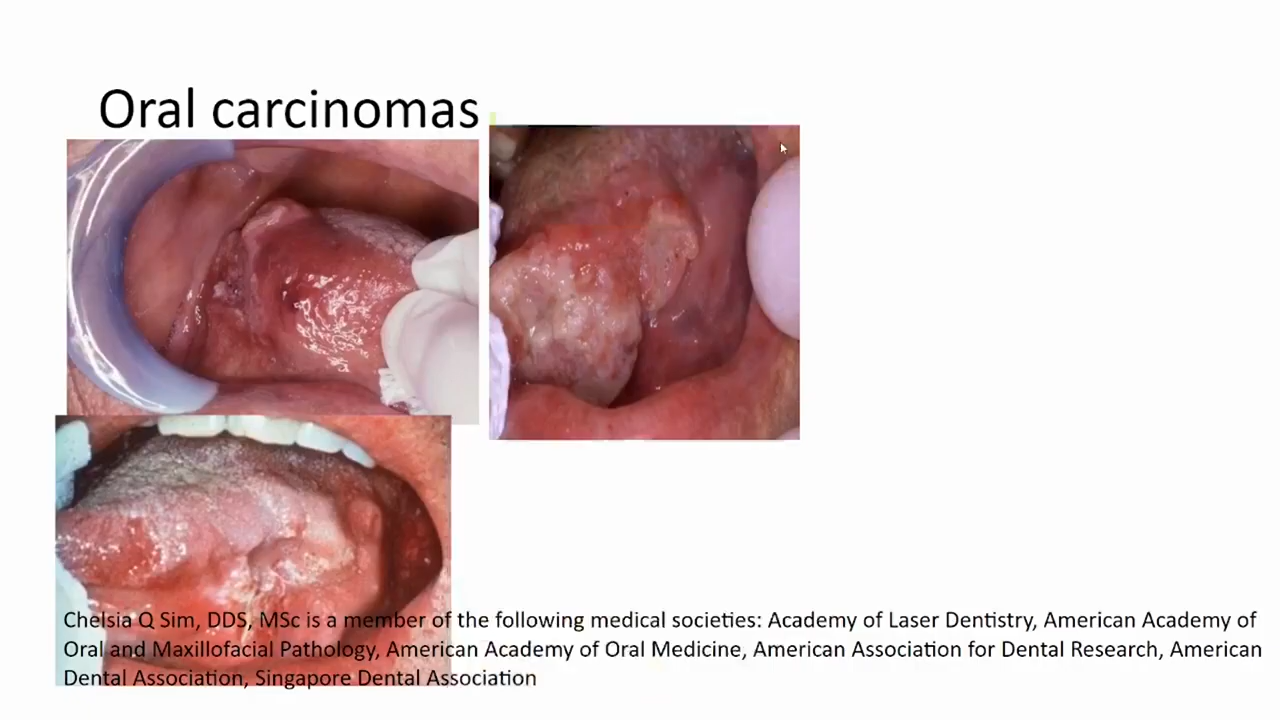 Oral carcinomas
Chelsia Q Sim, DDS, MSc is a member of the following medical societies: Academy of Laser Dentistry, American Academy of
Oral and Maxillofacial Pathology, American Academy of Oral Medicine, American Association for Dental Research, American
Dental Association, Singapore Dental Association